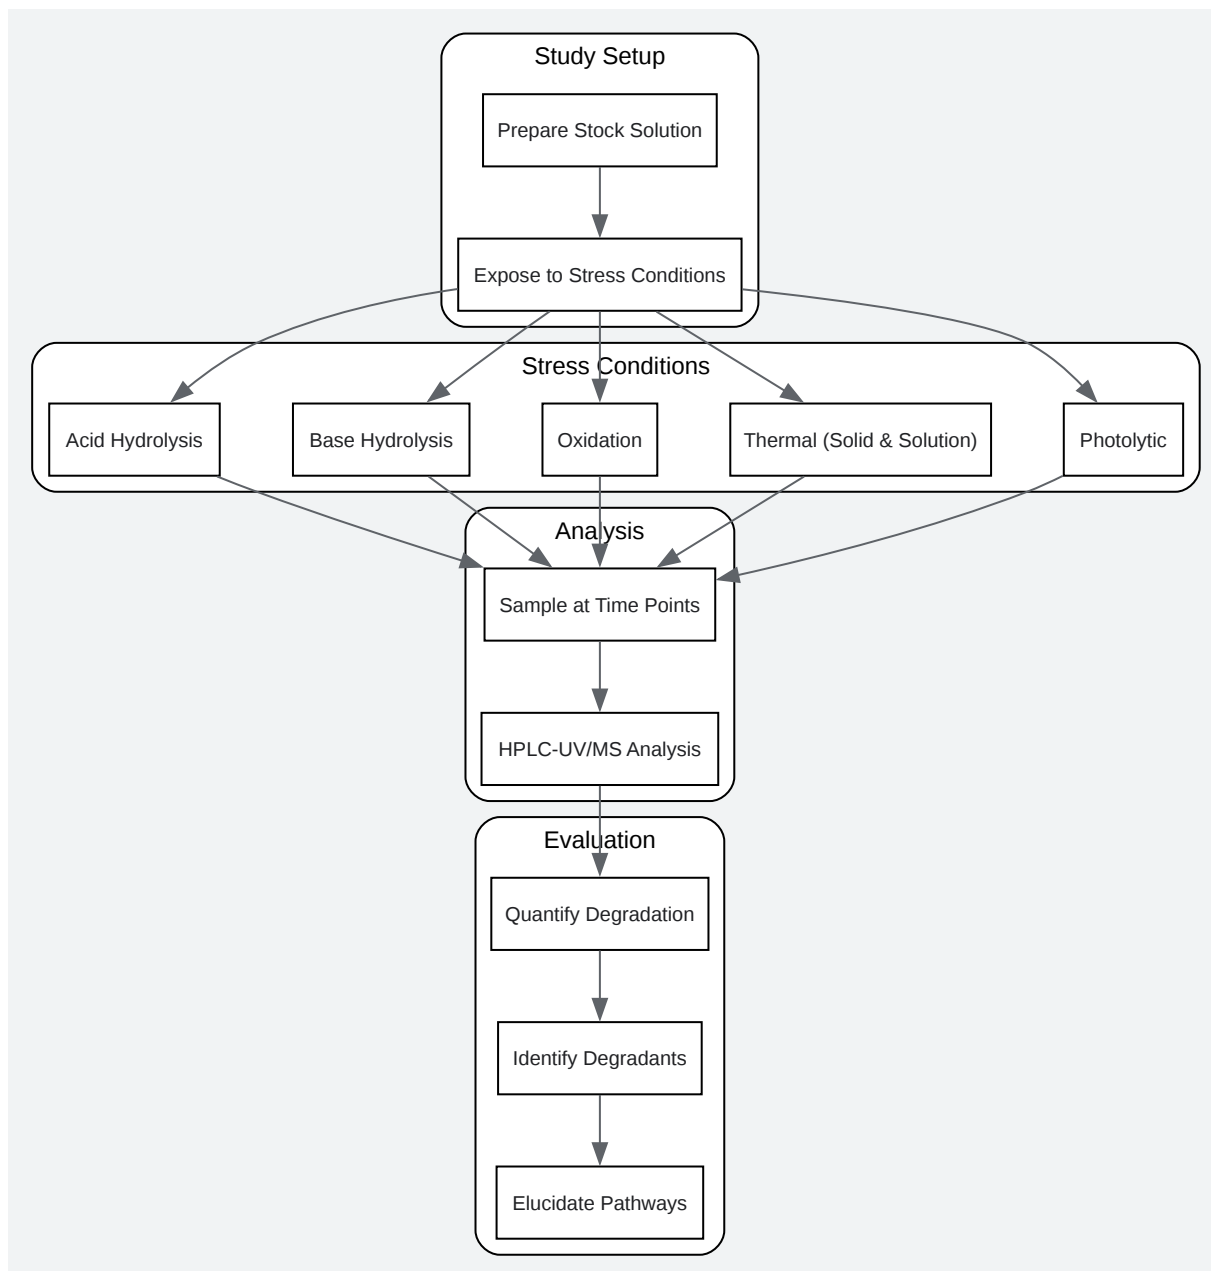 Study Setup
Prepare Stock Solution
Expose to Stress Conditions
Stress Conditions
Acid Hydrolysis
Base Hydrolysis
Oxidation
Thermal (Solid & Solution)
Photolytic
Analysis
Sample at Time Points
HPLC-UV/MS Analysis
Evaluation
Quantify Degradation
Identify Degradants
Elucidate Pathways